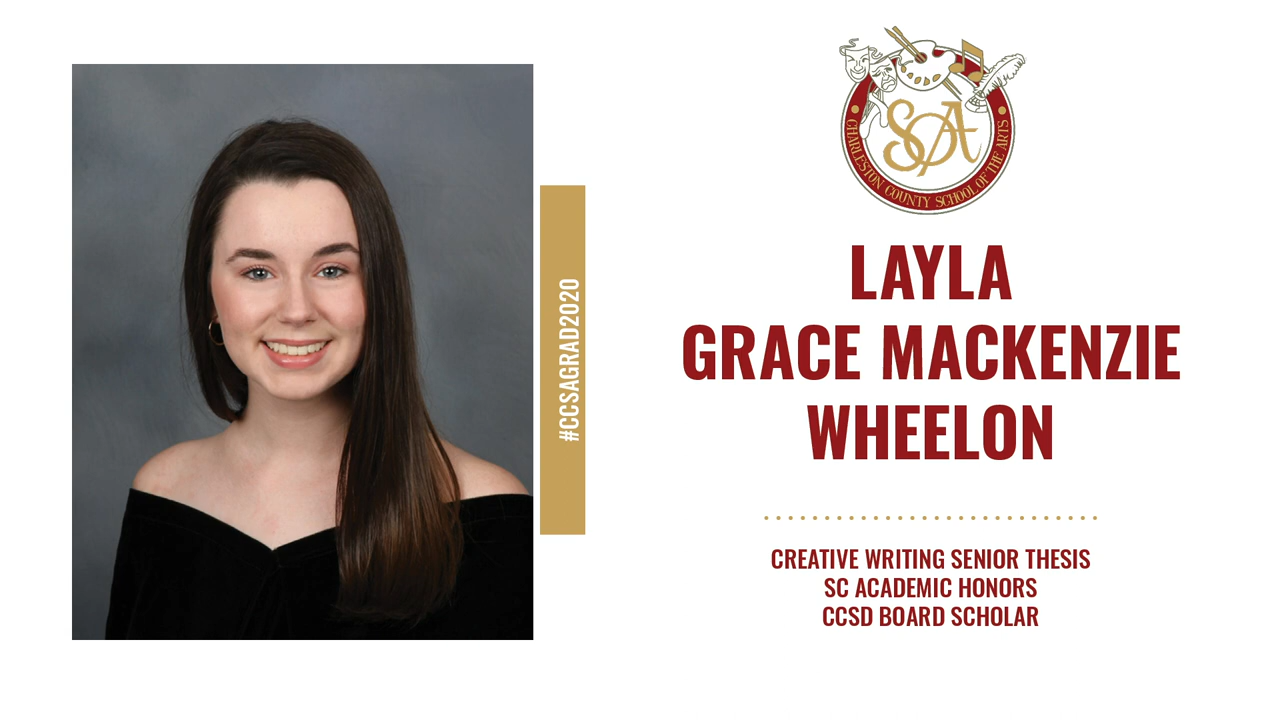 SOA
CHARLESTON COUNTY SCHOOL OF THE ARTS
LAYLA
GRACE MACKENZIE
WHEELON
#CCSAGRAD2020
CREATIVE WRITING SENIOR THESIS
SC ACADEMIC HONORS
CCSD BOARD SCHOLAR